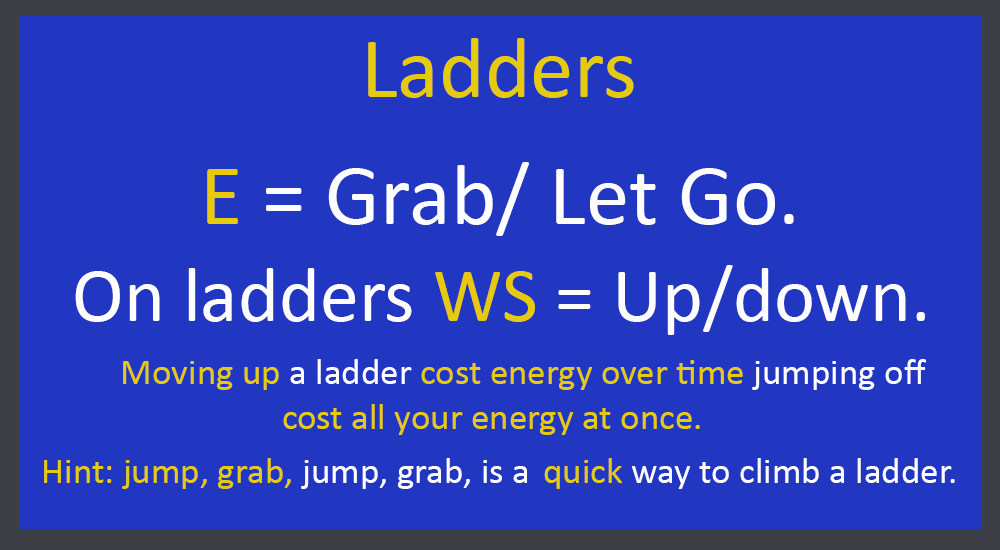 Ladders
E = Grab/ Let Go.
On ladders WS = Up/down.
Moving up a ladder cost energy over time jumping off
cost all your energy at once.
Hint: jump, grab, jump, grab, is a quick way to climb a ladder.